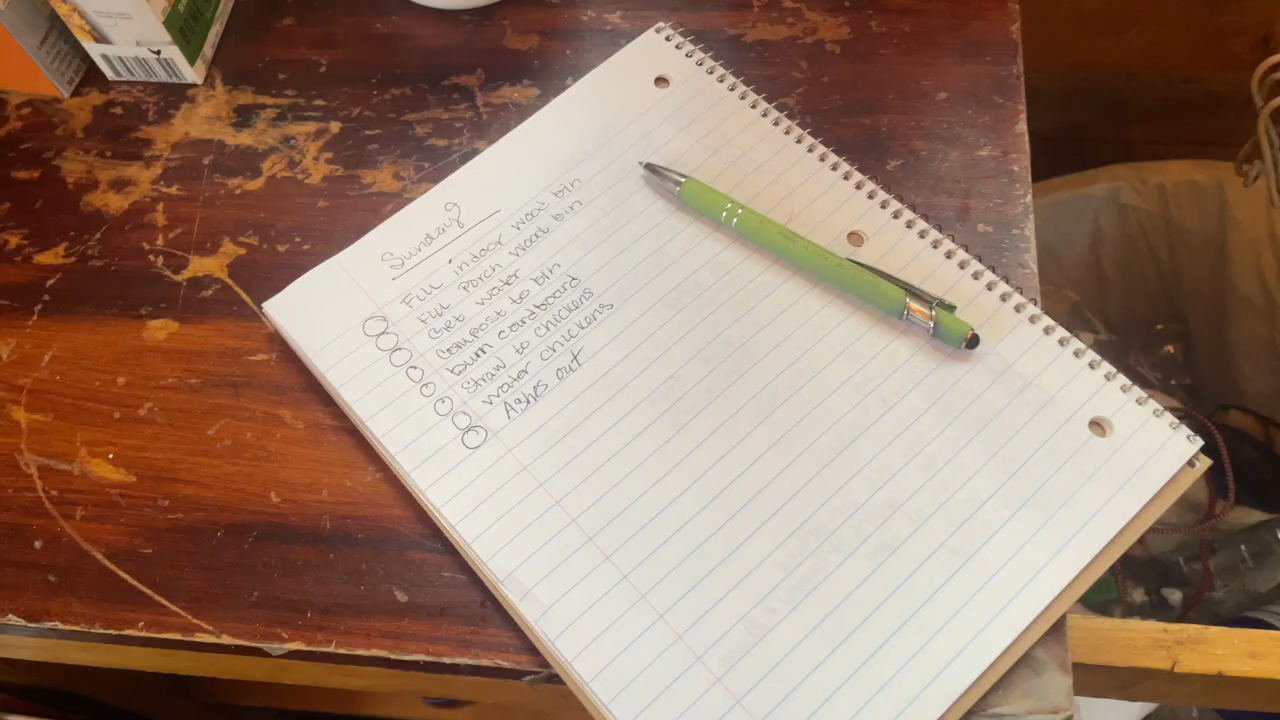 Sunday
Fill indoor wood bin
Fill porch wood bin
Get water
Compost to bin
burn cardboard
Straw to chickens
water chickens
Ashes out